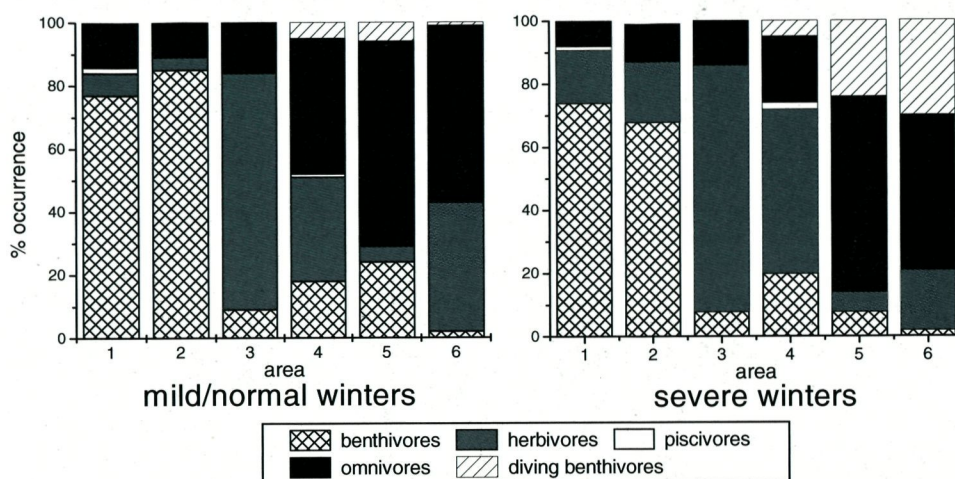 100
80
60
40
20
0
% occurrence
1 2 3 4 5 6
area
mild/normal winters
100
80
60
40
20
0
1 2 3 4 5 6
area
severe winters
benthivores herbivores piscivores
omnivores diving benthivores